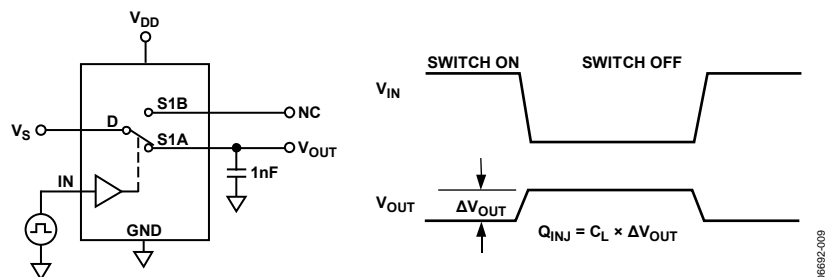 VDD
S1B
NC
VS
D
S1A
VOUT
1nF
IN
GND
SWITCH ON
SWITCH OFF
VIN
VOUT
ΔVOUT
QINJ = CL × ΔVOUT
06692-009